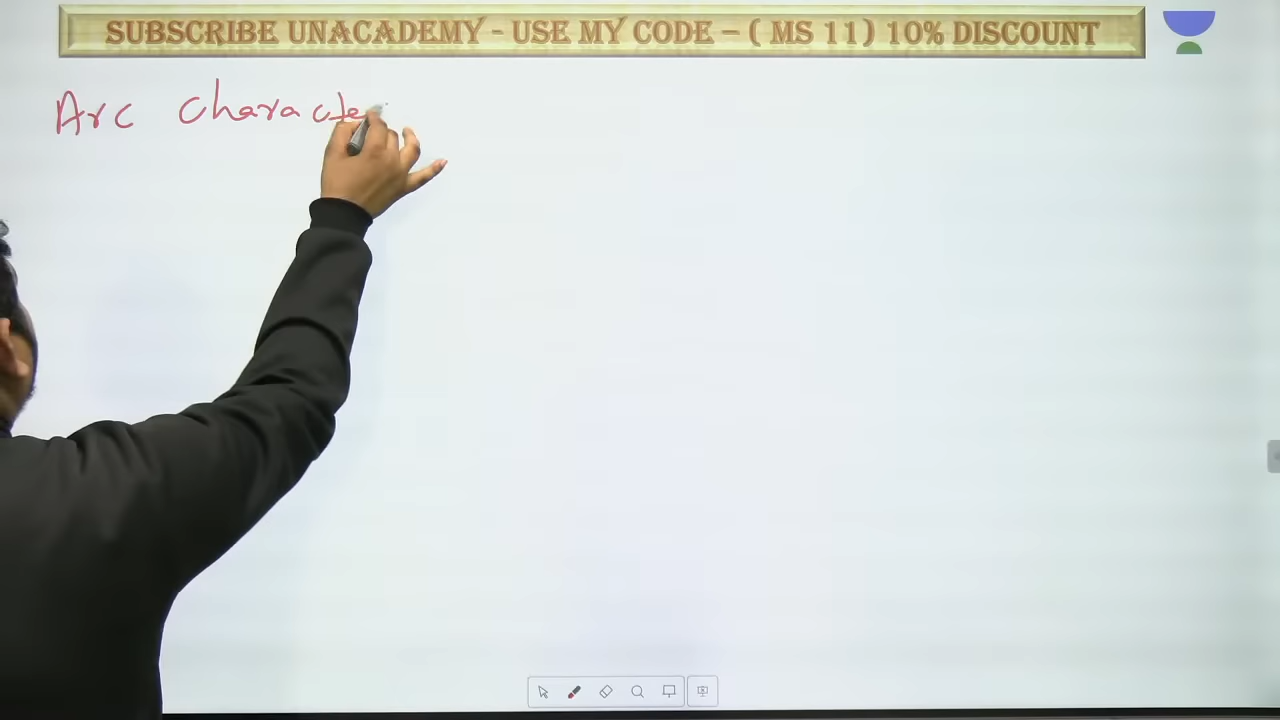 SUBSCRIBE UNACADEMY - USE MY CODE – ( MS 11 ) 10% DISCOUNT
Arc Characte